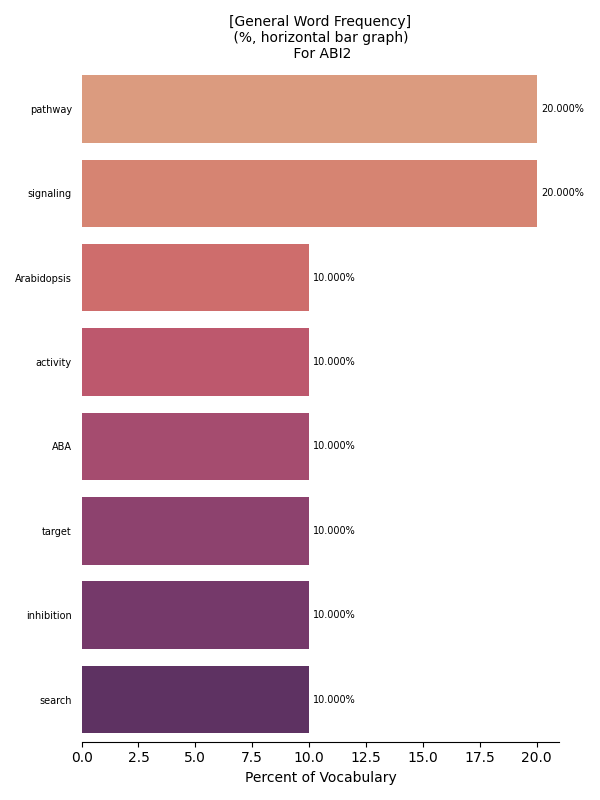 [General Word Frequency]
(%, horizontal bar graph)
For ABI2
pathway 20.000%
signaling 20.000%
Arabidopsis 10.000%
activity 10.000%
ABA 10.000%
target 10.000%
inhibition 10.000%
search 10.000%
0.0 2.5 5.0 7.5 10.0 12.5 15.0 17.5 20.0
Percent of Vocabulary